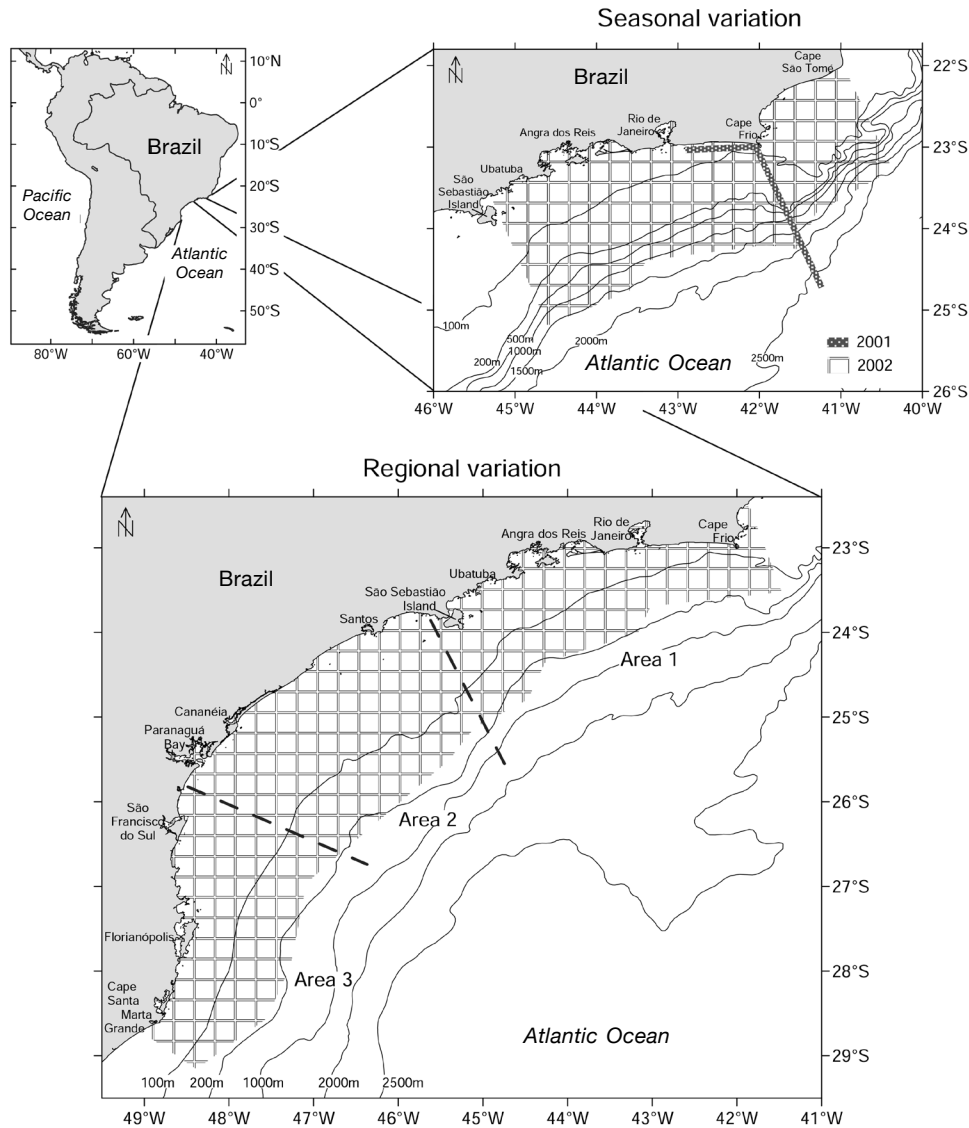 Seasonal variation
N
10°N
0°
10°S
20°S
30°S
40°S
50°S
80°W
60°W
40°W
Brazil
Pacific
Ocean
Atlantic
Ocean
N
Brazil
Cape
São Tomé
Rio de
Janeiro
Cape
Frio
Angra dos Reis
Ubatuba
São
Sebastião
Island
22°S
23°S
24°S
25°S
26°S
100m
200m
500m
1000m
1500m
2000m
2500m
Atlantic Ocean
2001
2002
46°W
45°W
44°W
43°W
42°W
41°W
40°W
Regional variation
N
Brazil
Rio de
Janeiro
Cape
Frio
Angra dos Reis
Ubatuba
São Sebastião
Island
Santos
Cananéia
Paranaguá
Bay
São
Francisco
do Sul
Florianópolis
Cape
Santa
Marta
Grande
Area 1
Area 2
Area 3
Atlantic Ocean
23°S
24°S
25°S
26°S
27°S
28°S
29°S
100m
200m
1000m
2000m
2500m
49°W
48°W
47°W
46°W
45°W
44°W
43°W
42°W
41°W